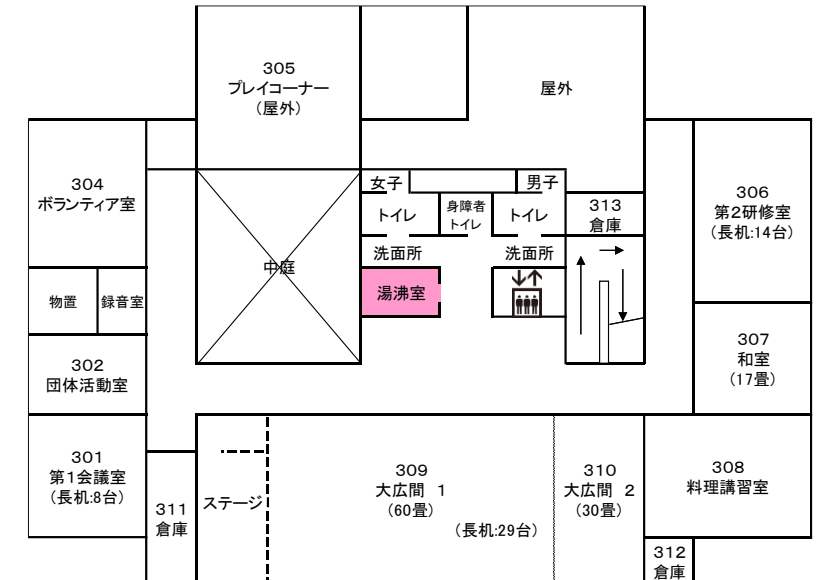 305
プレイコーナー
(屋外)
屋外
304
ボランティア室
女子
男子
トイレ
身障者
トイレ
トイレ
313
倉庫
306
第2研修室
(長机:14台)
洗面所
洗面所
中庭
湯沸室
物置
録音室
302
団体活動室
307
和室
(17畳)
301
第1会議室
(長机:8台)
311
倉庫
ステージ
309
大広間 1
(60畳)
(長机:29台)
310
大広間 2
(30畳)
308
料理講習室
312
倉庫